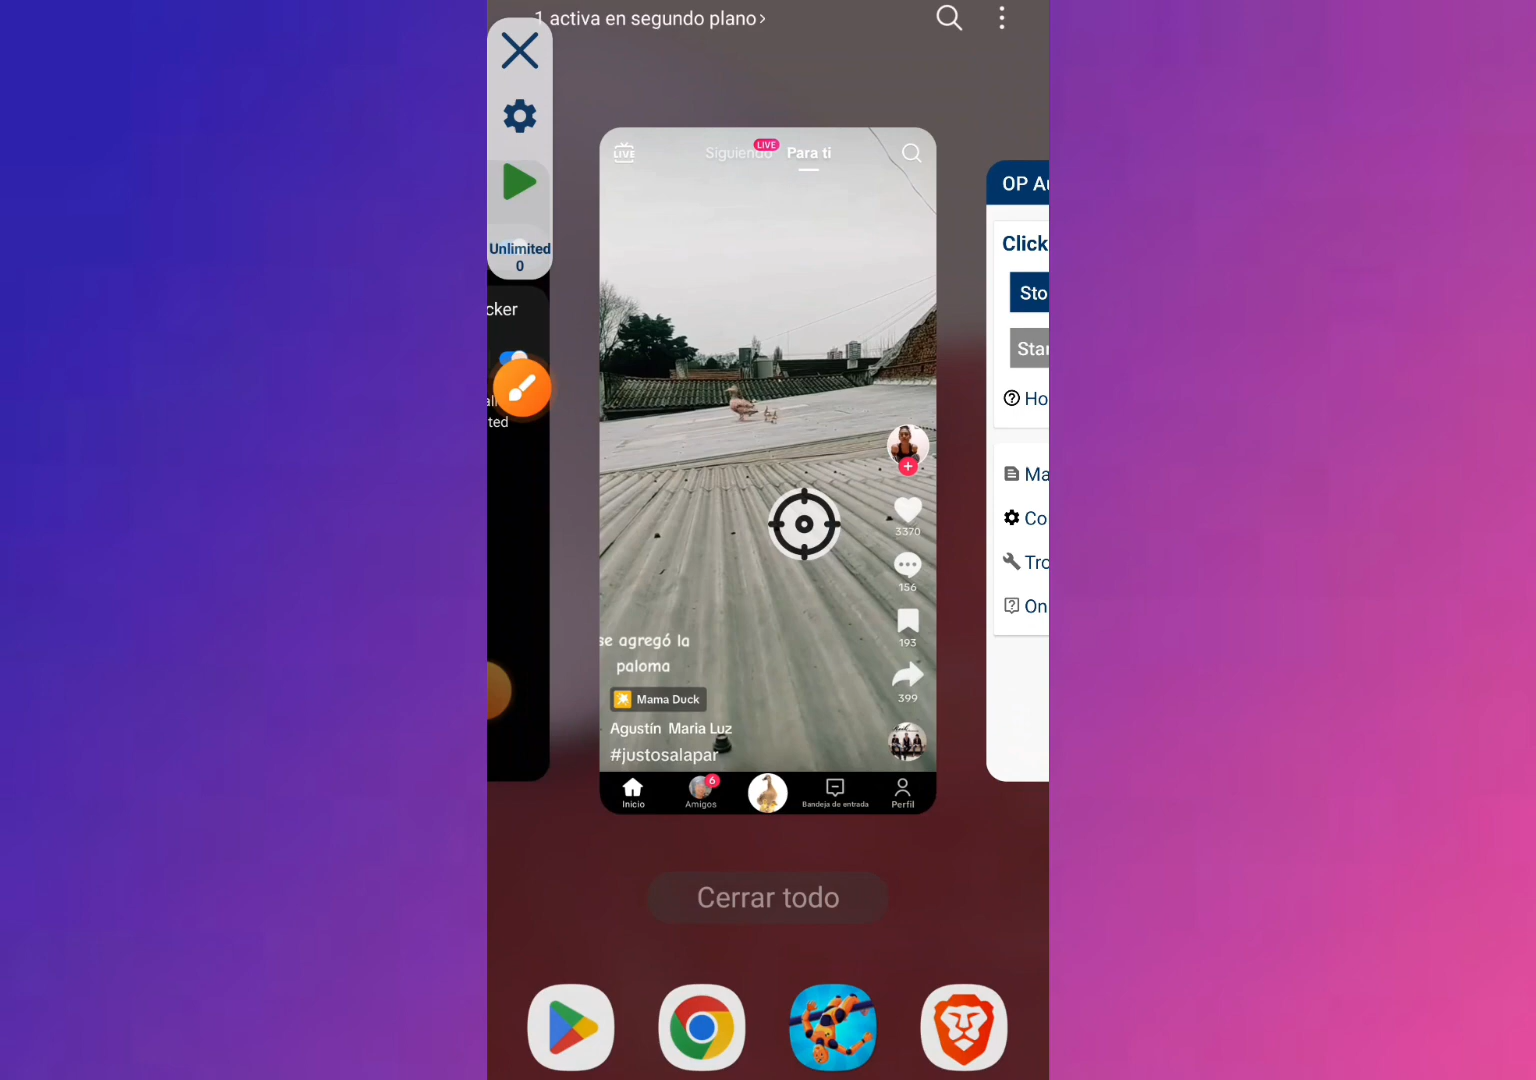 1 activa en segundo plano
Unlimited
0
cker
ted
LIVE
Siguiendo
LIVE
Para ti
3370
156
193
399
se agregó la
paloma
Mama Duck
Agustín Maria Luz
#justosalapar
Inicio
6
Amigos
Bandeja de entrada
Perfil
OP Au
Click
Sto
Star
Ho
Ma
Co
Tro
On
Cerrar todo